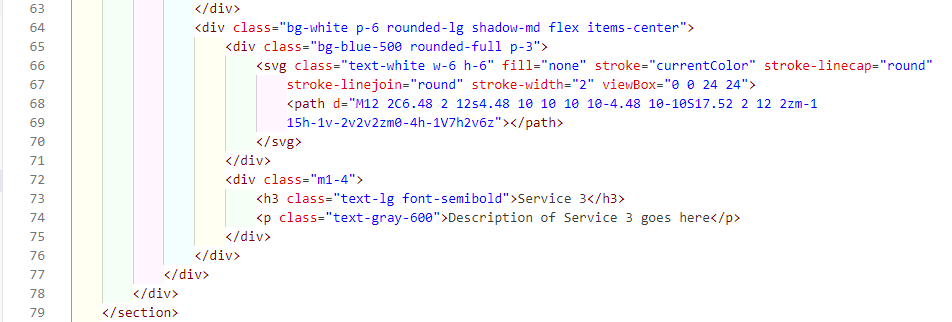 63 </div>
64 <div class="bg-white p-6 rounded-lg shadow-md flex items-center">
65 <div class="bg-blue-500 rounded-full p-3">
66 <svg class="text-white w-6 h-6" fill="none" stroke="currentColor" stroke-linecap="round"
67 stroke-linejoin="round" stroke-width="2" viewBox="0 0 24 24">
68 <path d="M12 2C6.48 2 12s4.48 10 10 10 10-4.48 10-10S17.52 2 12 2zm-1
69 15h-1v-2v2v2zm0-4h-1V7h2v6z"></path>
70 </svg>
71 </div>
72 <div class="m1-4">
73 <h3 class="text-lg font-semibold">Service 3</h3>
74 <p class="text-gray-600">Description of Service 3 goes here</p>
75 </div>
76 </div>
77 </div>
78 </div>
79 </section>